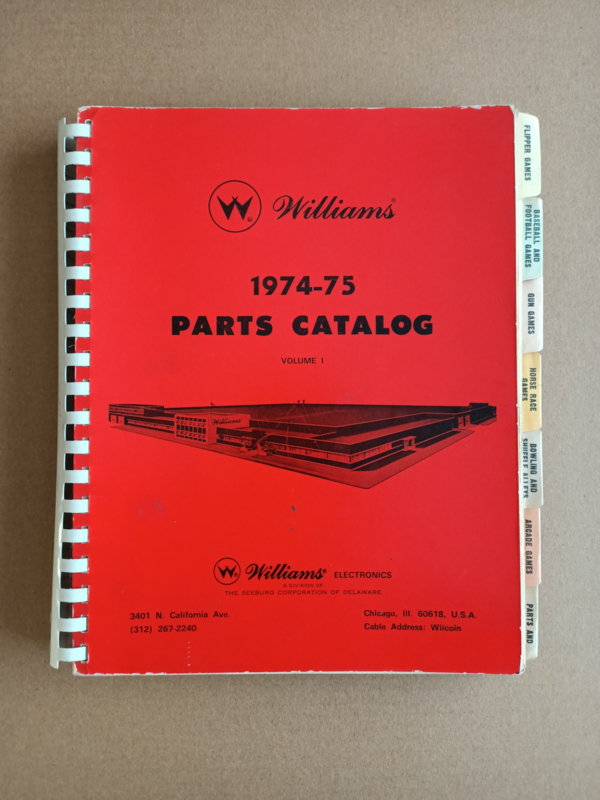 W® Williams®
1974-75
PARTS CATALOG
VOLUME I
Williams
W® Williams® ELECTRONICS
A DIVISION OF
THE SEEBURG CORPORATION OF DELAWARE
3401 N. California Ave.
(312) 267-2240
Chicago, Ill. 60618, U.S.A.
Cable Address: Wilcoin
FLIPPER GAMES
BASEBALL AND
FOOTBALL GAMES
GUN GAMES
HORSE RACE
GAMES
BOWLING AND
SHUFFLE ALLEYS
ARCADE GAMES
PARTS AND